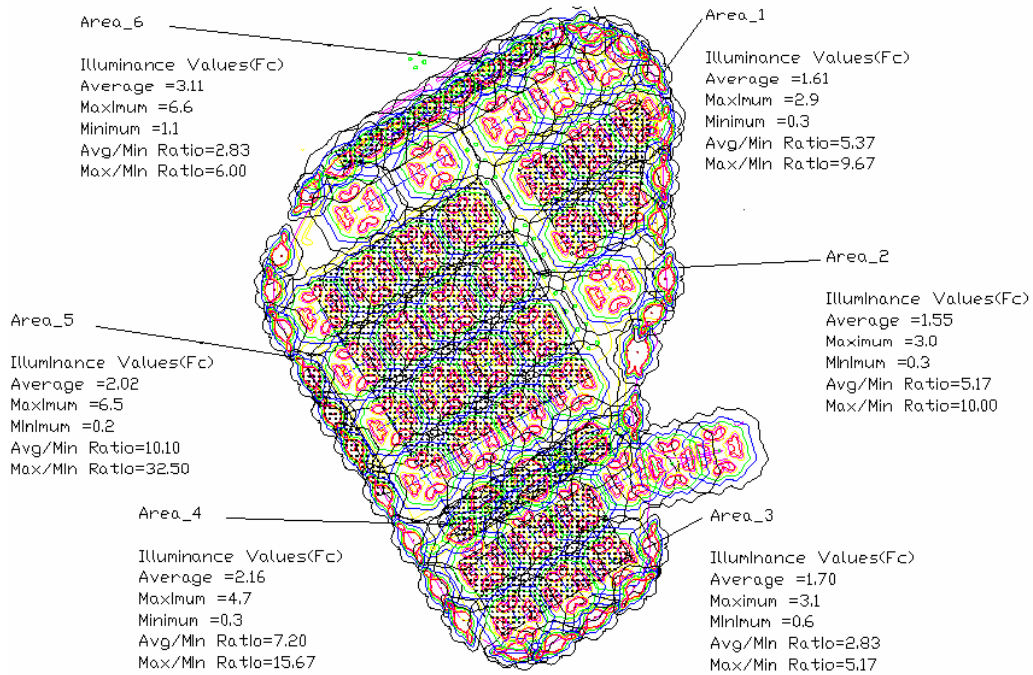 Area_6
Illuminance Values(Fc)
Average =3.11
Maximum =6.6
Minimum =1.1
Avg/Min Ratio=2.83
Max/Min Ratio=6.00
Area_1
Illuminance Values(Fc)
Average =1.61
Maximum =2.9
Minimum =0.3
Avg/Min Ratio=5.37
Max/Min Ratio=9.67
Area_2
Illuminance Values(Fc)
Average =1.55
Maximum =3.0
Minimum =0.3
Avg/Min Ratio=5.17
Max/Min Ratio=10.00
Area_5
Illuminance Values(Fc)
Average =2.02
Maximum =6.5
Minimum =0.2
Avg/Min Ratio=10.10
Max/Min Ratio=32.50
Area_4
Illuminance Values(Fc)
Average =2.16
Maximum =4.7
Minimum =0.3
Avg/Min Ratio=7.20
Max/Min Ratio=15.67
Area_3
Illuminance Values(Fc)
Average =1.70
Maximum =3.1
Minimum =0.6
Avg/Min Ratio=2.83
Max/Min Ratio=5.17